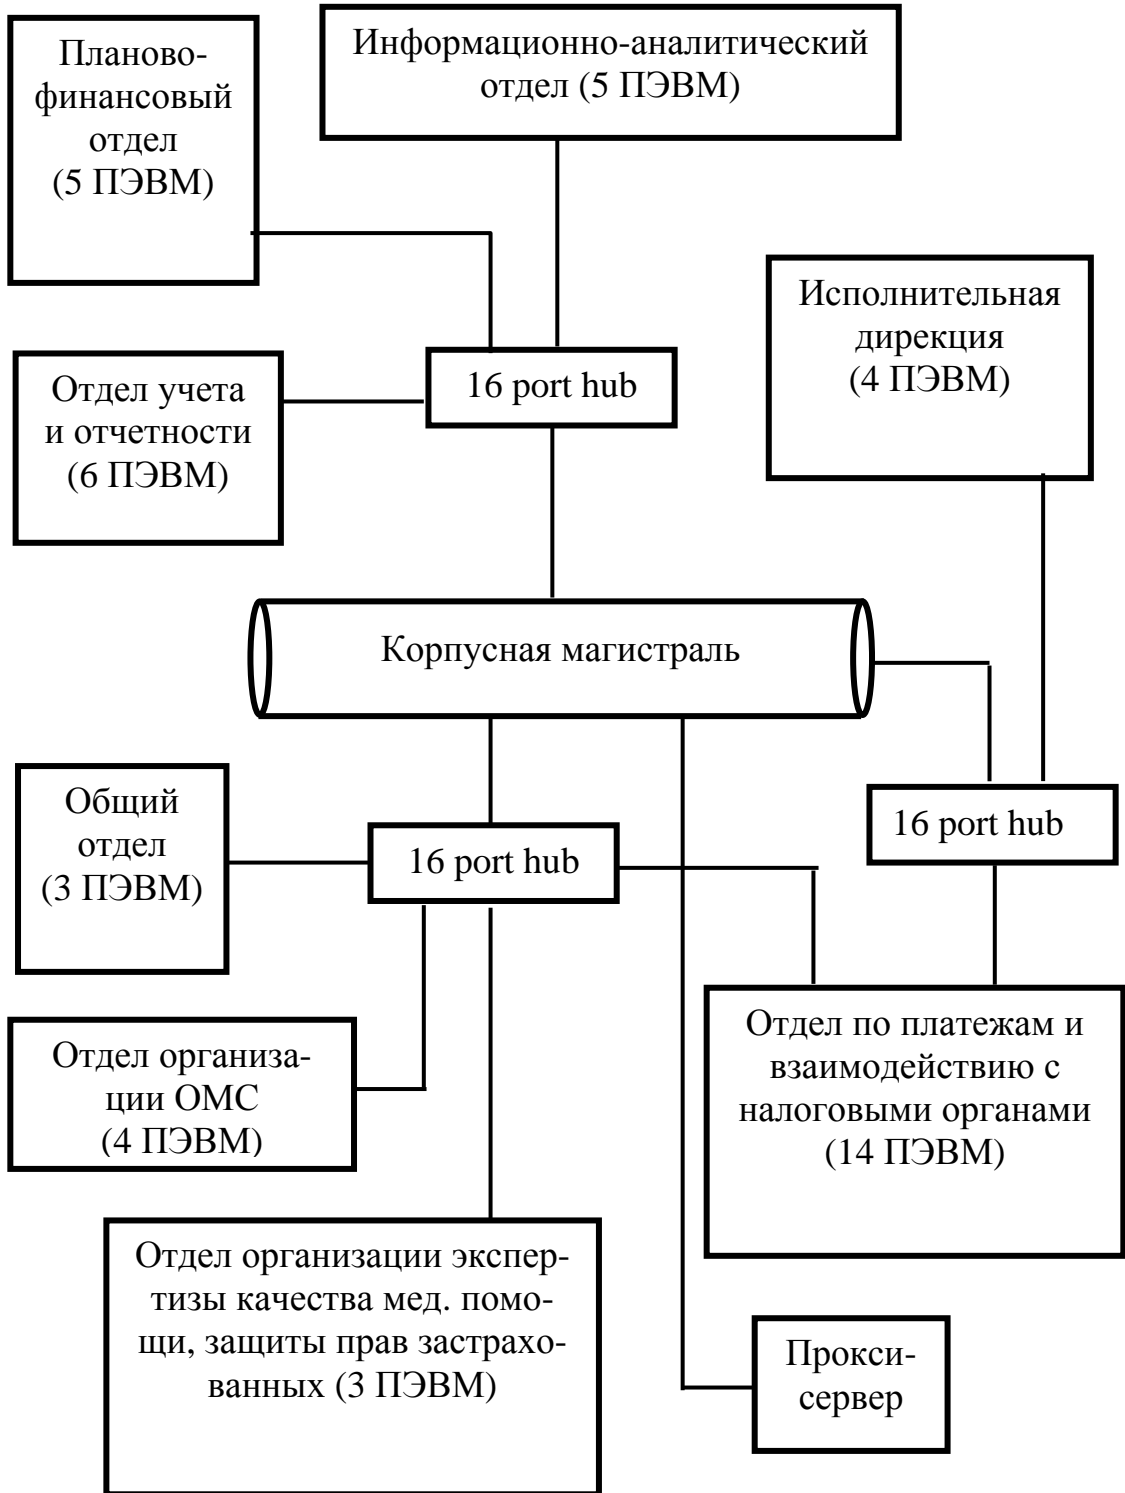 Планово-
финансовый
отдел
(5 ПЭВМ)
Информационно-аналитический
отдел (5 ПЭВМ)
Исполнительная
дирекция
(4 ПЭВМ)
Отдел учета
и отчетности
(6 ПЭВМ)
16 port hub
Корпусная магистраль
Общий
отдел
(3 ПЭВМ)
16 port hub
16 port hub
Отдел организа-
ции ОМС
(4 ПЭВМ)
Отдел по платежам и
взаимодействию с
налоговыми органами
(14 ПЭВМ)
Отдел организации экспер-
тизы качества мед. помо-
щи, защиты прав застрахо-
ванных (3 ПЭВМ)
Прокси-
сервер